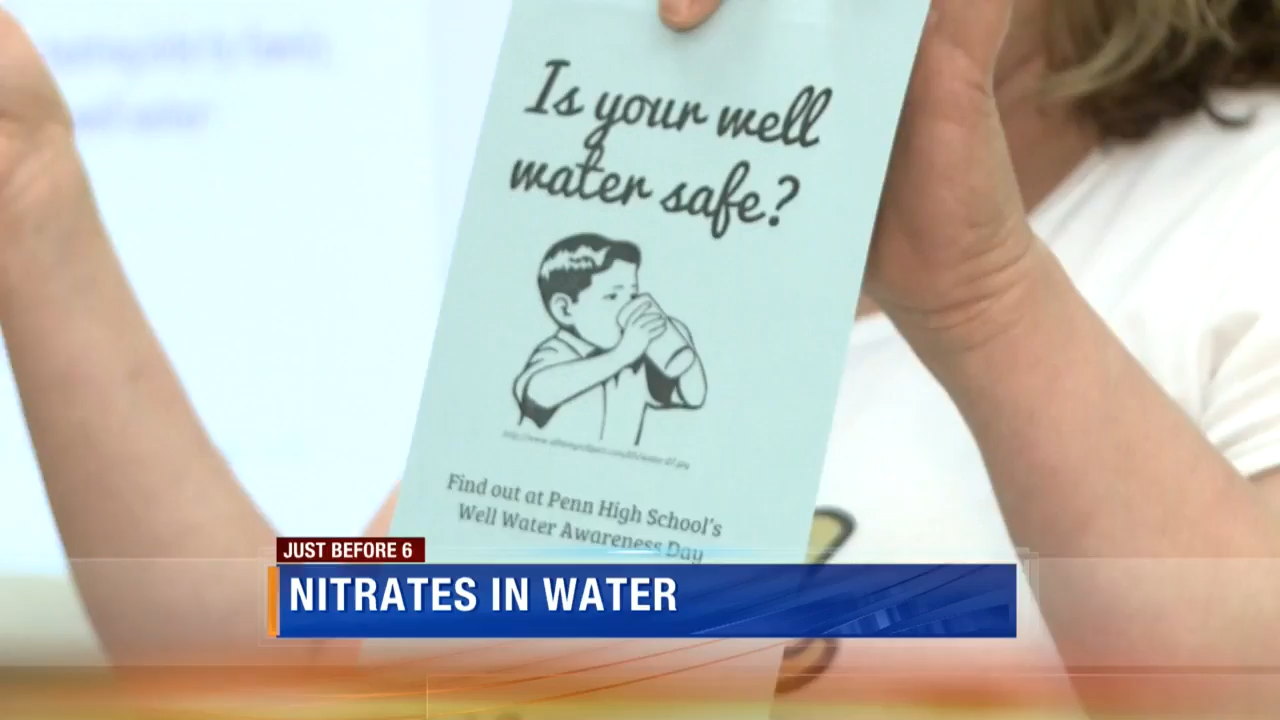 Is your well
water safe?
Find out at Penn High School's
Well Water Awareness Day
JUST BEFORE 6
NITRATES IN WATER